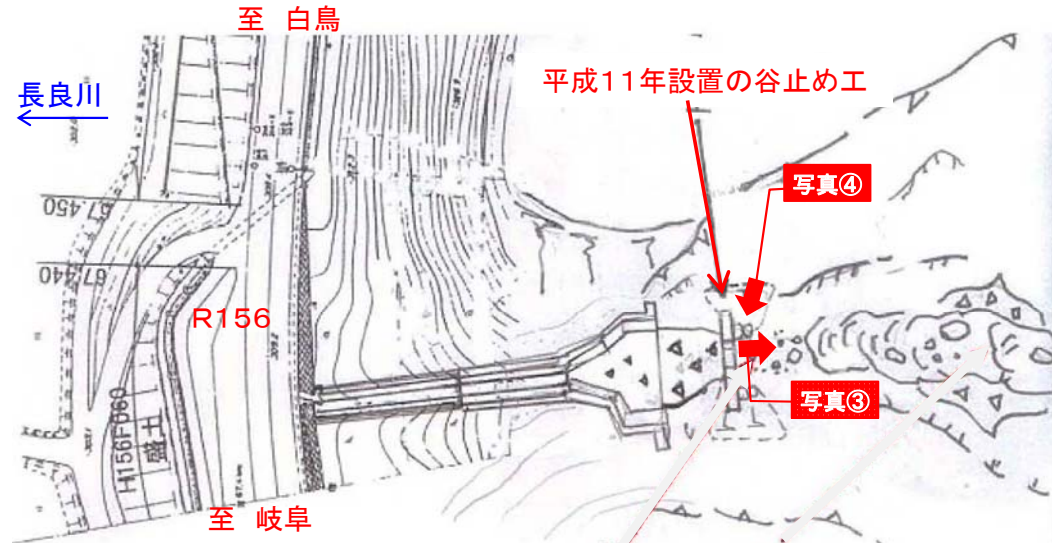 至 白鳥
長良川
平成11年設置の谷止め工
写真④
67.450
67.440
R156
写真③
H156F060
盛土
至 岐阜